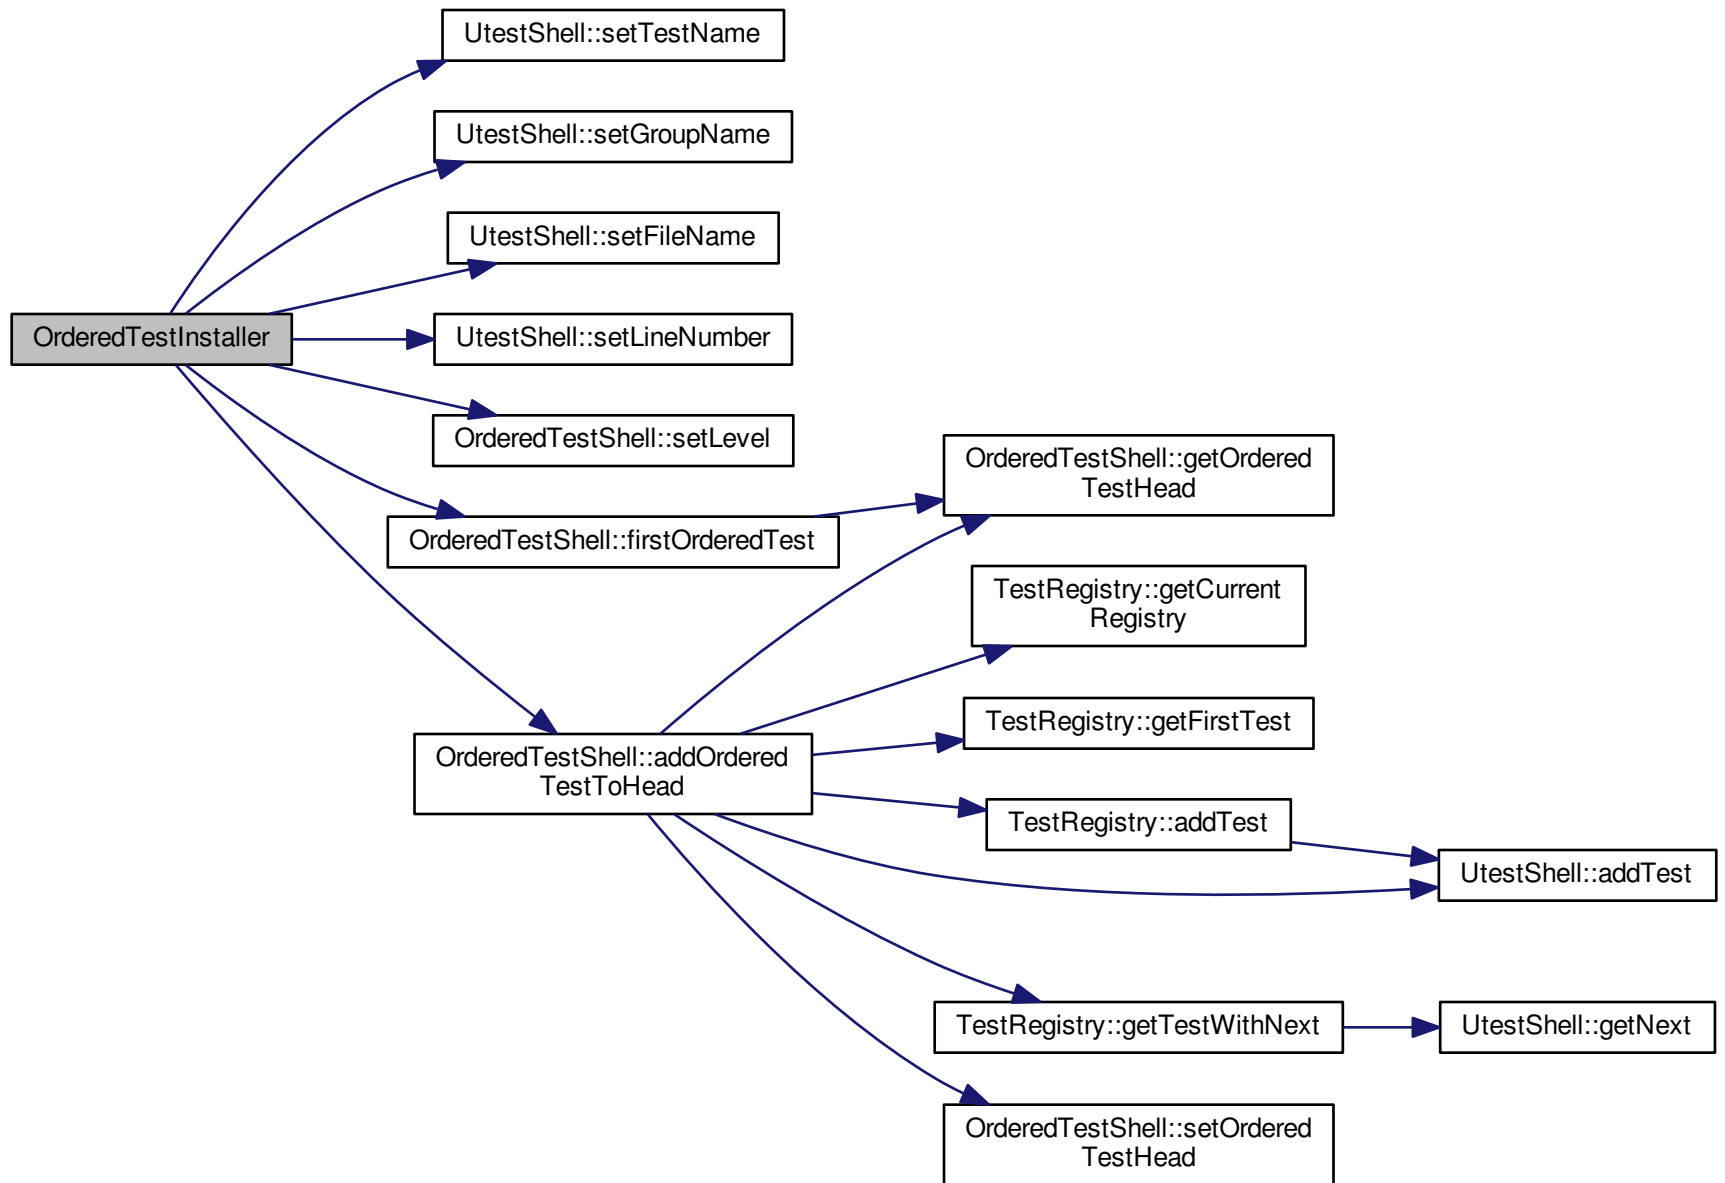 UtestShell::setTestName
UtestShell::setGroupName
UtestShell::setFileName
OrderedTestInstaller
UtestShell::setLineNumber
OrderedTestShell::setLevel
OrderedTestShell::firstOrderedTest
OrderedTestShell::getOrdered
TestHead
TestRegistry::getCurrent
Registry
TestRegistry::getFirstTest
OrderedTestShell::addOrdered
TestToHead
TestRegistry::addTest
UtestShell::addTest
TestRegistry::getTestWithNext
UtestShell::getNext
OrderedTestShell::setOrdered
TestHead